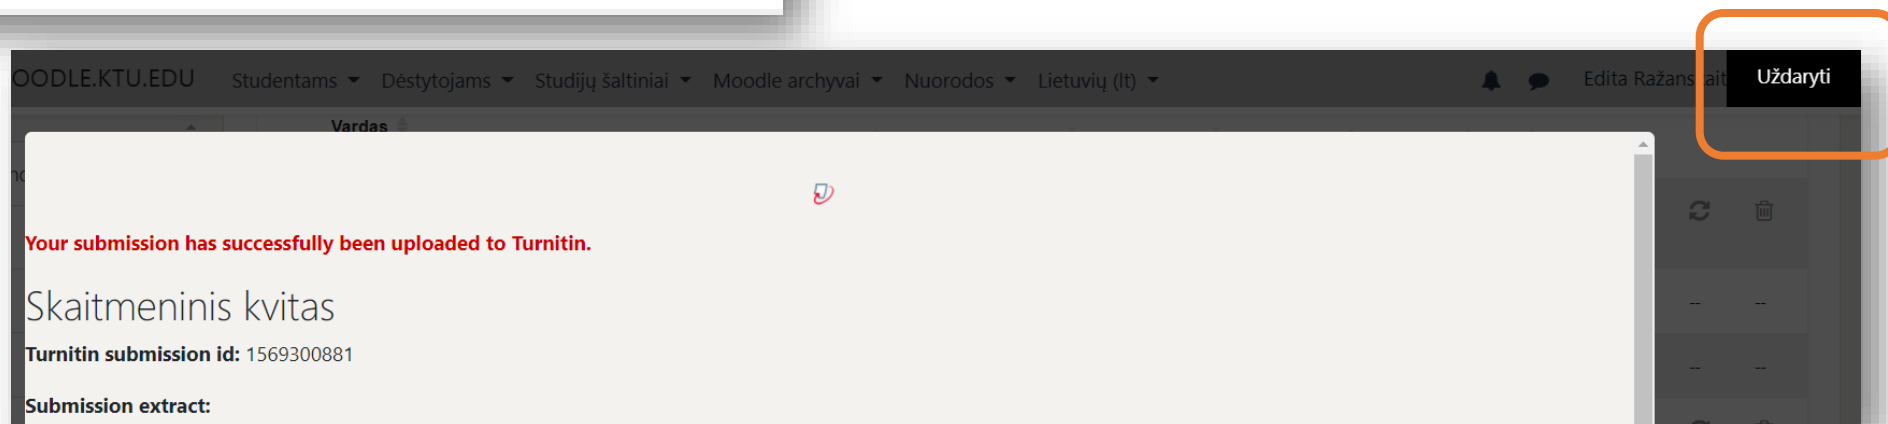 OODLE.KTU.EDU Studentams Dėstytojams Studijų šaltiniai Moodle archyvai Nuorodos Lietuvių (lt) Edita Ražanskait Uždaryti
Vardas
Your submission has successfully been uploaded to Turnitin.
Skaitmeninis kvitas
-- --
Turnitin submission id: 1569300881
-- --
Submission extract: